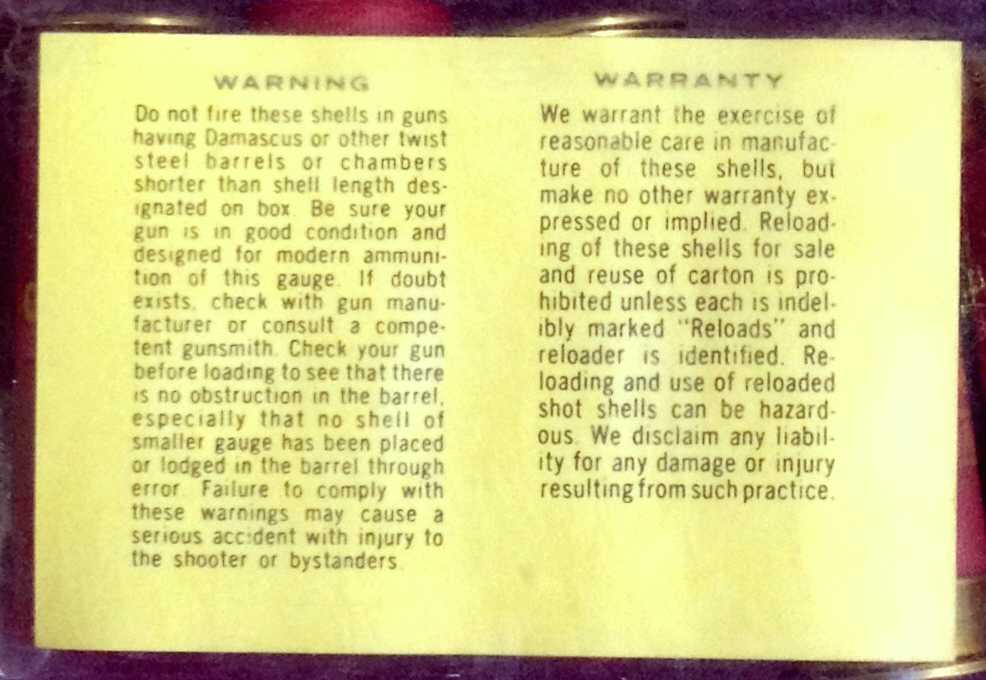 WARNING
Do not fire these shells in guns
having Damascus or other twist
steel barrels or chambers
shorter than shell length des-
ignated on box. Be sure your
gun is in good condition and
designed for modern ammuni-
tion of this gauge. If doubt
exists, check with gun manu-
facturer or consult a compe-
tent gunsmith. Check your gun
before loading to see that there
is no obstruction in the barrel,
especially that no shell of
smaller gauge has been placed
or lodged in the barrel through
error. Failure to comply with
these warnings may cause a
serious accident with injury to
the shooter or bystanders.
WARRANTY
We warrant the exercise of
reasonable care in manufac-
ture of these shells, but
make no other warranty ex-
pressed or implied. Reload-
ing of these shells for sale
and reuse of carton is pro-
hibited unless each is indel-
ibly marked "Reloads" and
reloader is identified. Re-
loading and use of reloaded
shot shells can be hazard-
ous. We disclaim any liabil-
ity for any damage or injury
resulting from such practice.